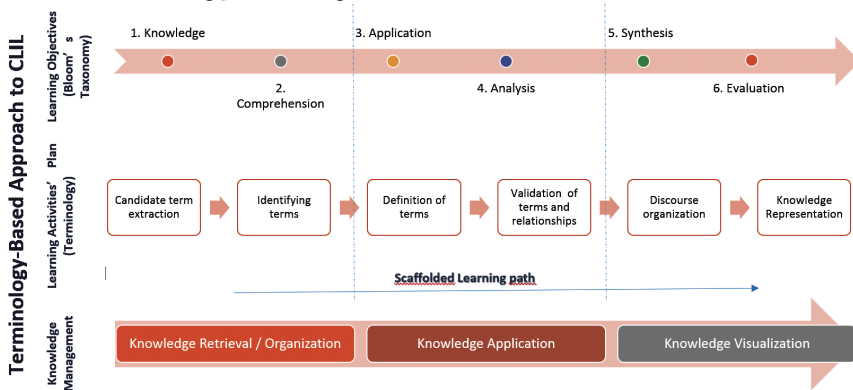 Terminology-Based Approach to CLIL
Learning Objectives
(Bloom’ s
Taxonomy)
1. Knowledge
3. Application
5. Synthesis
2.
Comprehension
4. Analysis
6. Evaluation
Learning Activities’ Plan
(Terminology)
Candidate term
extraction
Identifying
terms
Definition of
terms
Validation of
terms and
relationships
Discourse
organization
Knowledge
Representation
Scaffolded Learning path
Knowledge
Management
Knowledge Retrieval / Organization
Knowledge Application
Knowledge Visualization